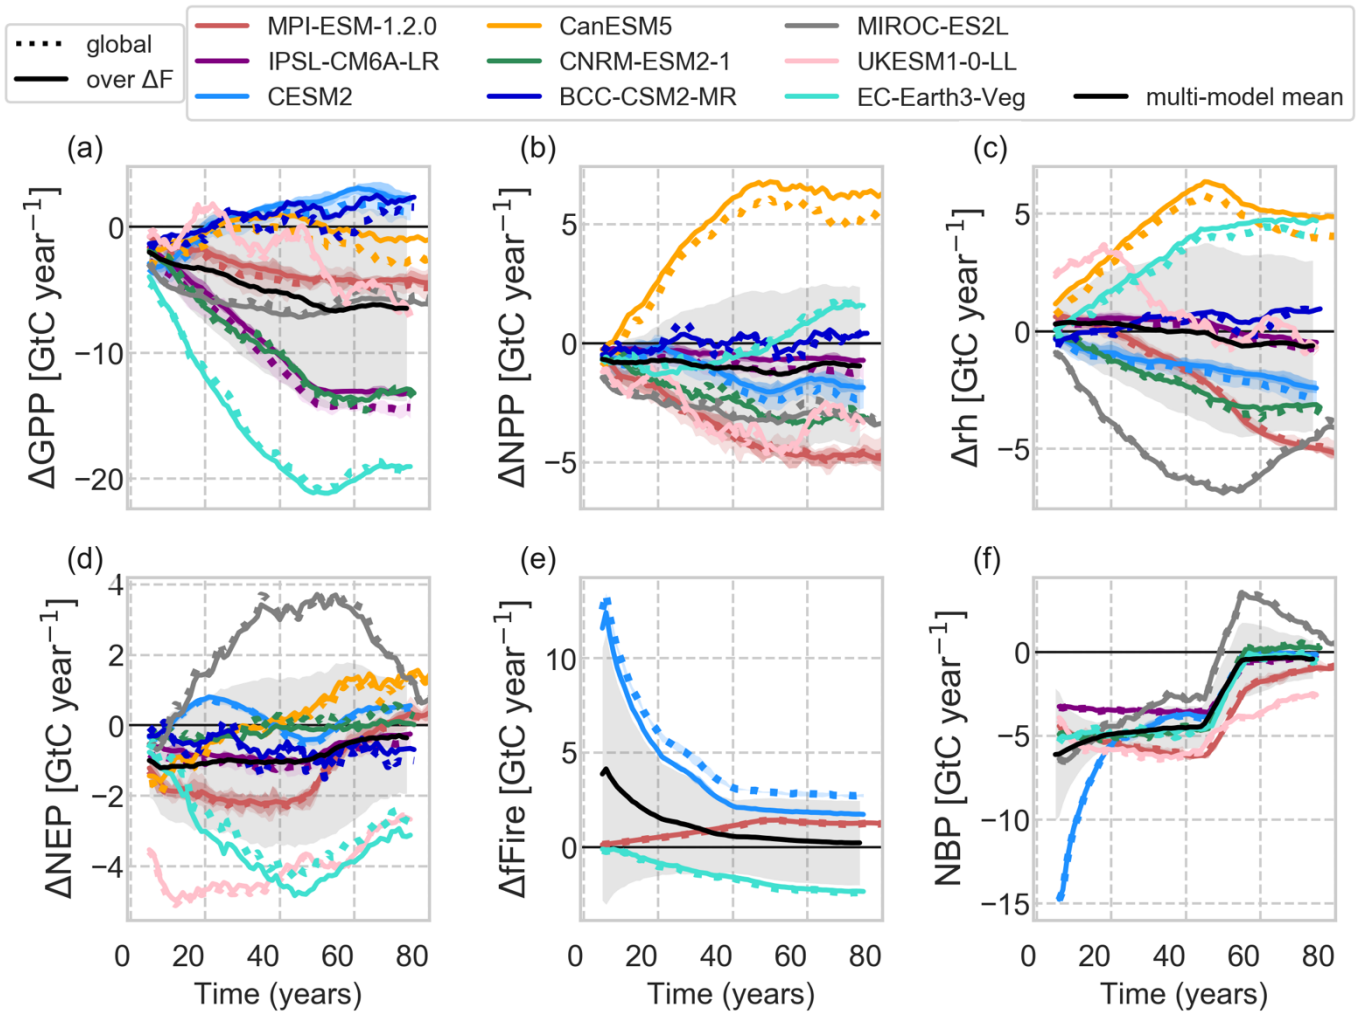 global
over ΔF
MPI-ESM-1.2.0
IPSL-CM6A-LR
CESM2
CanESM5
CNRM-ESM2-1
BCC-CSM2-MR
MIROC-ES2L
UKESM1-0-LL
EC-Earth3-Veg
multi-model mean
(a)
ΔGPP [GtC year⁻¹]
0
−10
−20
(b)
ΔNPP [GtC year⁻¹]
5
0
−5
(c)
Δrh [GtC year⁻¹]
5
0
−5
(d)
ΔNEP [GtC year⁻¹]
4
2
0
−2
−4
0 20 40 60 80
Time (years)
(e)
ΔfFire [GtC year⁻¹]
10
5
0
0 20 40 60 80
Time (years)
(f)
NBP [GtC year⁻¹]
0
−5
−10
−15
0 20 40 60 80
Time (years)